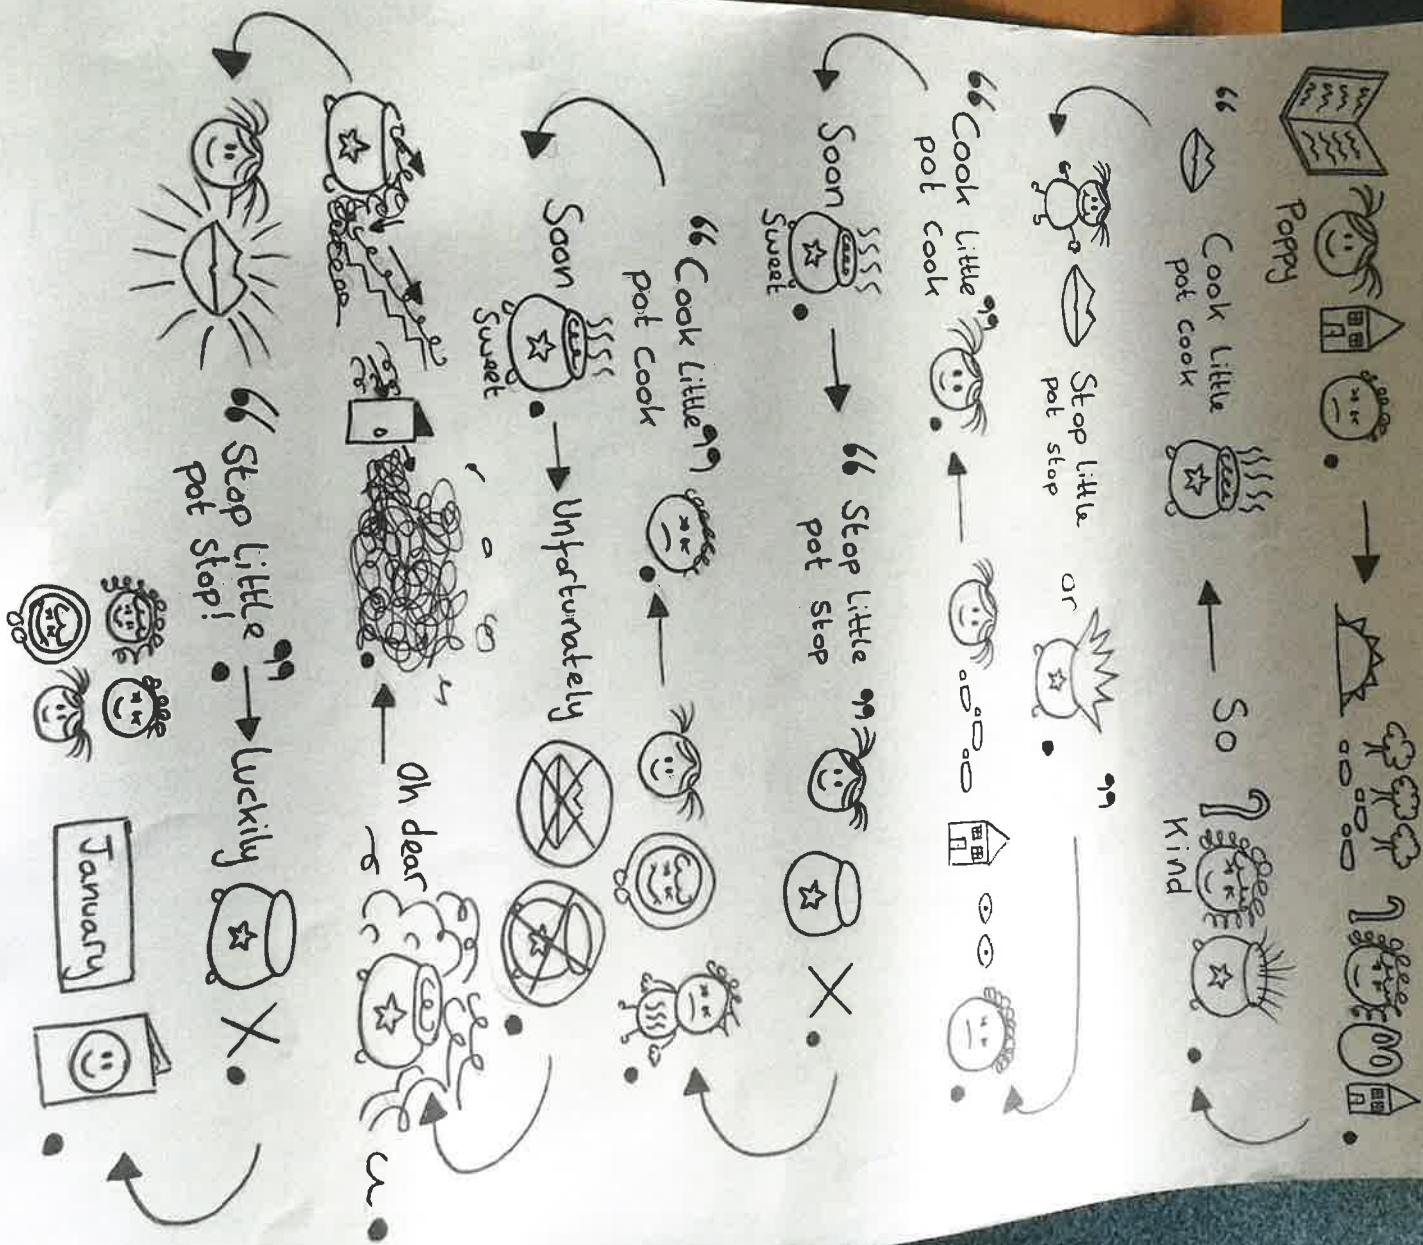 Poppy
So
Kind
“ Cook Little
pot cook
Stop little
pot stop
or ”
“Cook Little”
pot cook
Soon
Sweet
“ Stop little ”
pot stop
“ Cook Little”
pot cook
Soon
Sweet
Unfortunately
Oh dear
“ Stop little ”
pot stop!
Luckily
January